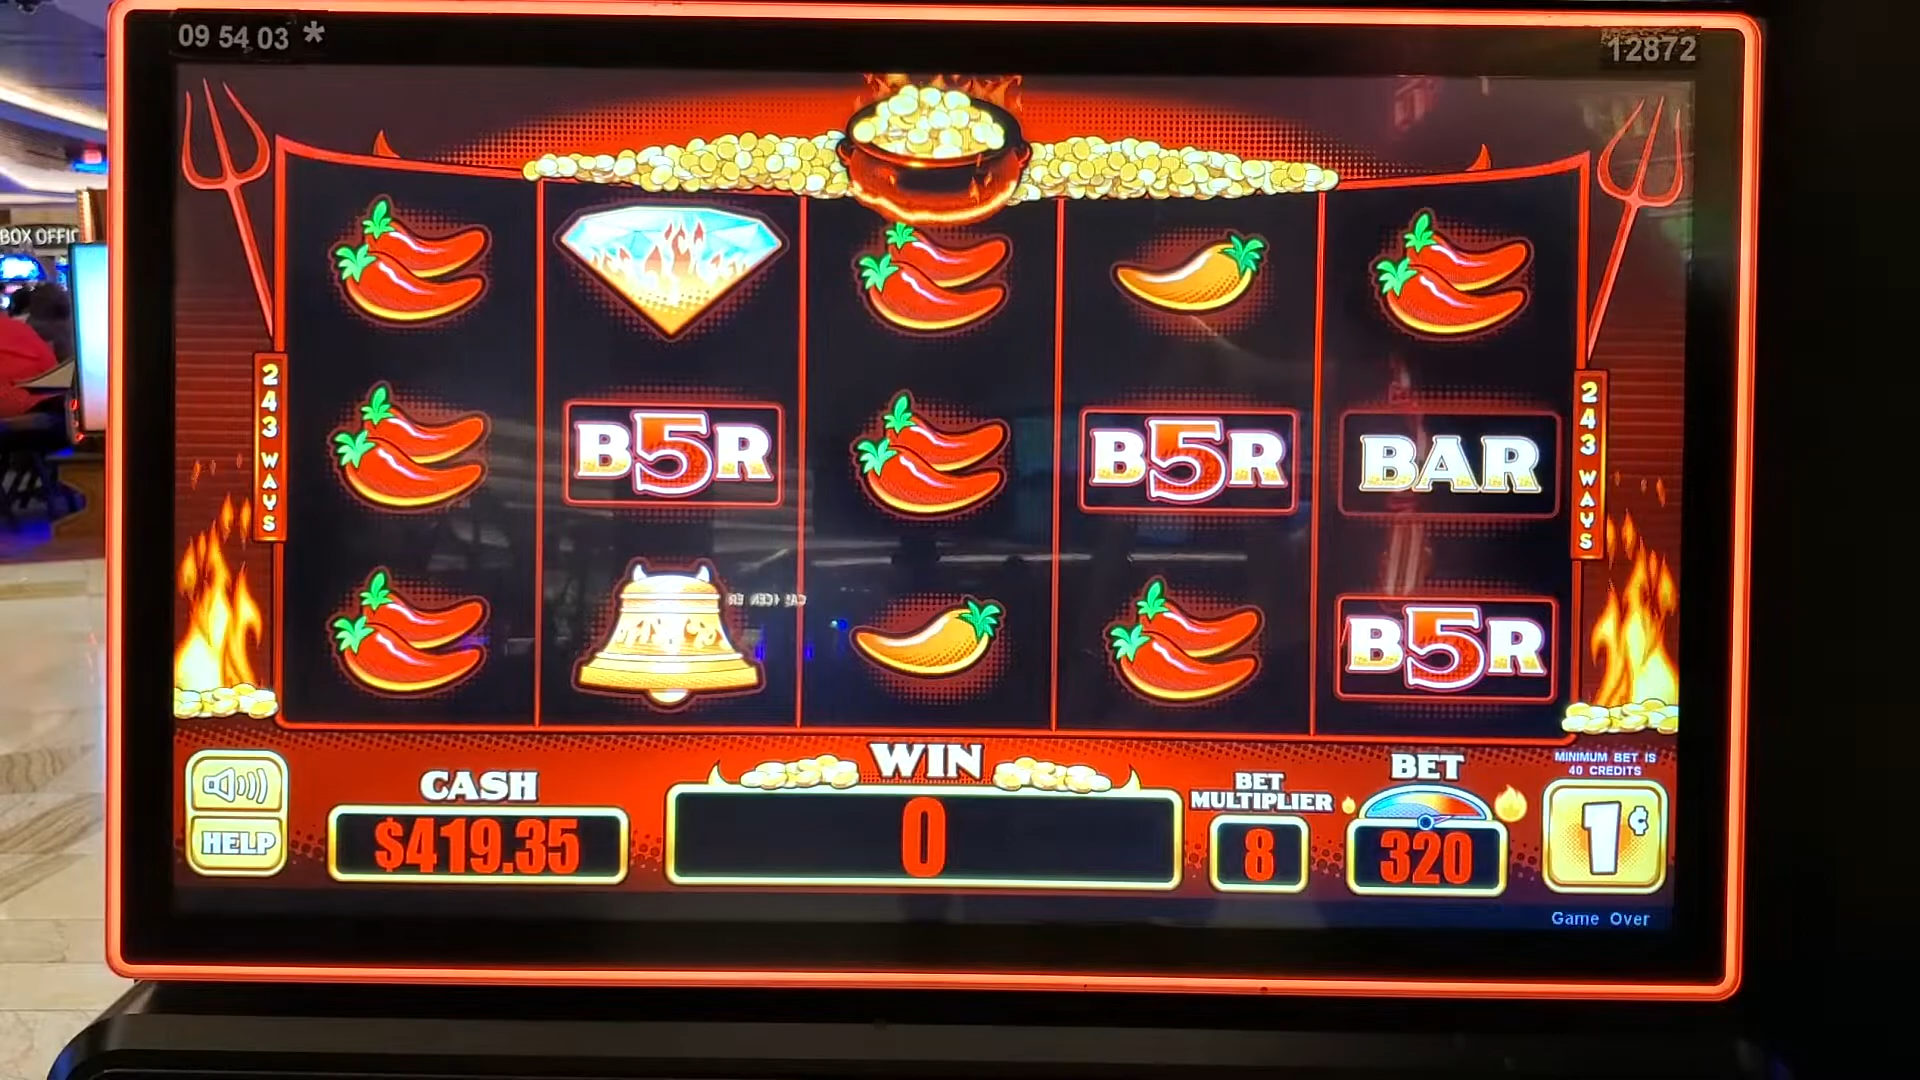 09 54 03 *
12872
BOX OFFIC
243 WAYS
243 WAYS
B5R
B5R
BAR
B5R
WIN
MINIMUM BET IS
40 CREDITS
CASH
BET
MULTIPLIER
BET
HELP
$419.35
0
8
320
1¢
Game Over